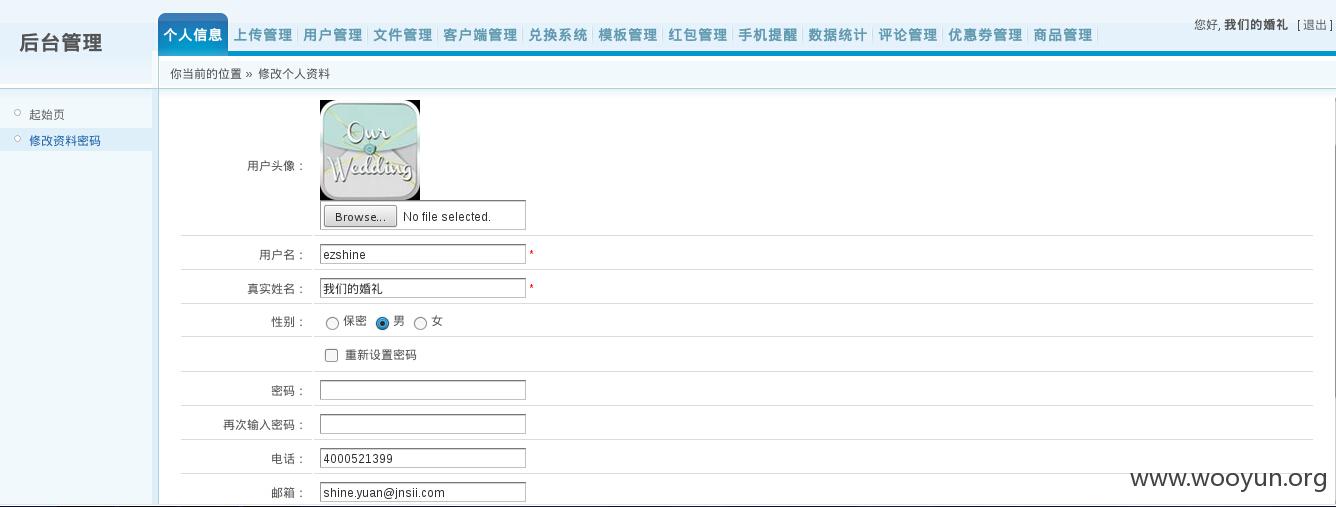 后台管理
个人信息 上传管理 用户管理 文件管理 客户端管理 兑换系统 模板管理 红包管理 手机提醒 数据统计 评论管理 优惠券管理 商品管理
您好, 我们的婚礼 [ 退出 ]
你当前的位置 » 修改个人资料
起始页
修改资料密码
Our
Wedding
用户头像：
Browse... No file selected.
用户名： ezshine *
真实姓名： 我们的婚礼 *
性别： 保密 男 女
重新设置密码
密码：
再次输入密码：
电话： 4000521399
邮箱： shine.yuan@jnsii.com
www.wooyun.org